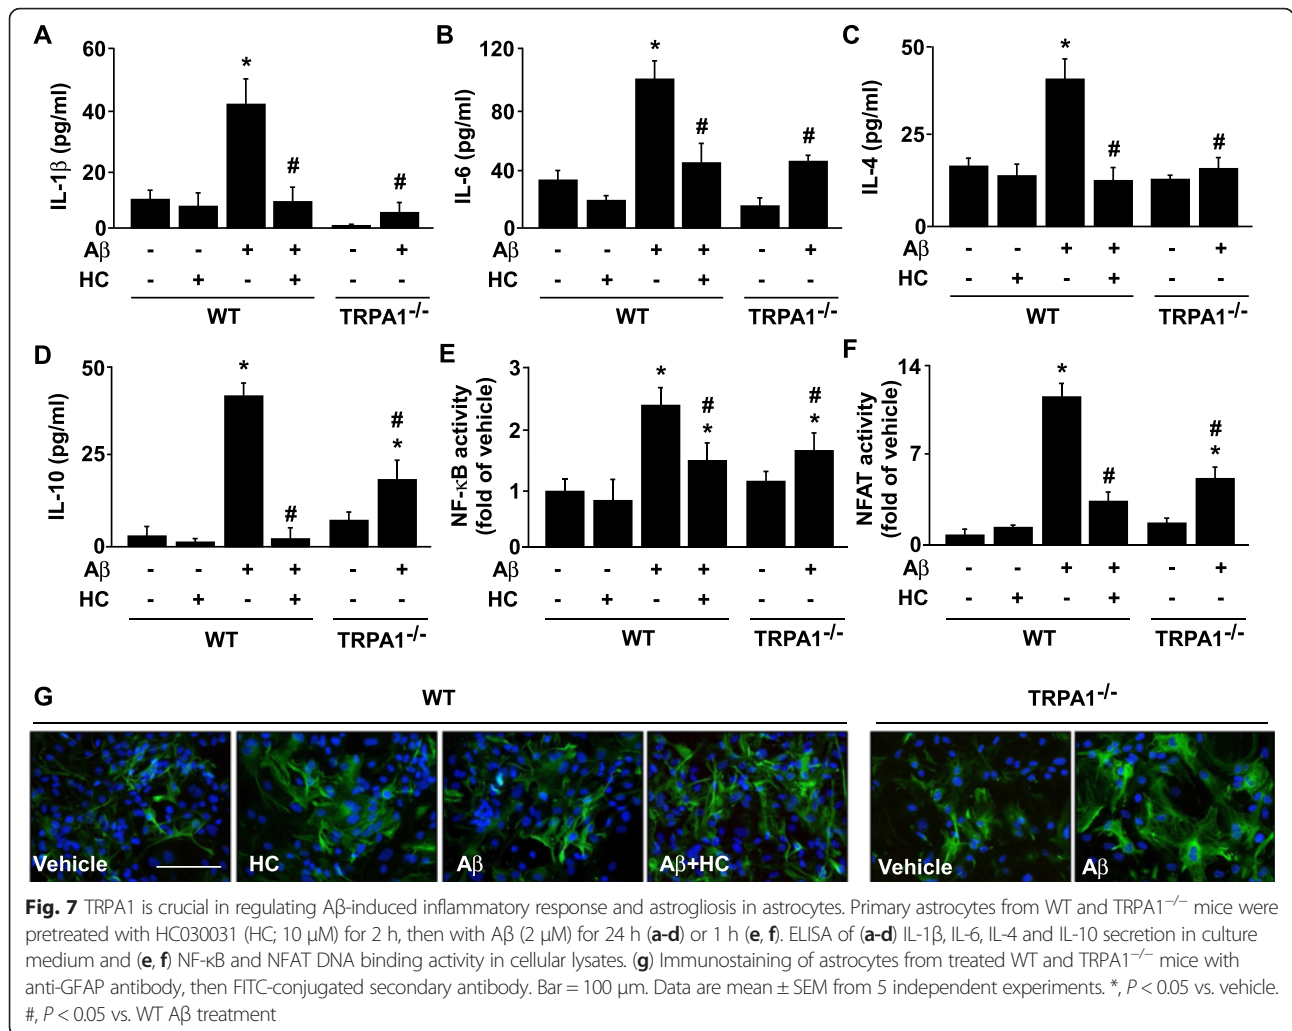 A
60
40
20
0
IL-1β (pg/ml)
*
#
#
Aβ - - + + - +
HC - + - + - -
WT TRPA1-/-
B
120
80
40
0
IL-6 (pg/ml)
*
#
#
- - + + - +
- + - + - -
WT TRPA1-/-
C
50
25
0
IL-4 (pg/ml)
*
#
#
Aβ - - + + - +
HC - + - + - -
WT TRPA1-/-
D
50
25
0
IL-10 (pg/ml)
*
#
#
*
Aβ - - + + - +
HC - + - + - -
WT TRPA1-/-
E
3
2
1
0
NF-κB activity
(fold of vehicle)
*
#
*
#
*
- - + + - +
- + - + - -
WT TRPA1-/-
F
14
7
0
NFAT activity
(fold of vehicle)
*
#
#
*
Aβ - - + + - +
HC - + - + - -
WT TRPA1-/-
G WT TRPA1-/-
Vehicle HC Aβ Aβ+HC Vehicle Aβ
Fig. 7 TRPA1 is crucial in regulating Aβ-induced inflammatory response and astrogliosis in astrocytes. Primary astrocytes from WT and TRPA1−/− mice were
pretreated with HC030031 (HC; 10 μM) for 2 h, then with Aβ (2 μM) for 24 h (a-d) or 1 h (e, f). ELISA of (a-d) IL-1β, IL-6, IL-4 and IL-10 secretion in culture
medium and (e, f) NF-κB and NFAT DNA binding activity in cellular lysates. (g) Immunostaining of astrocytes from treated WT and TRPA1−/− mice with
anti-GFAP antibody, then FITC-conjugated secondary antibody. Bar = 100 μm. Data are mean ± SEM from 5 independent experiments. *, P < 0.05 vs. vehicle.
#, P < 0.05 vs. WT Aβ treatment